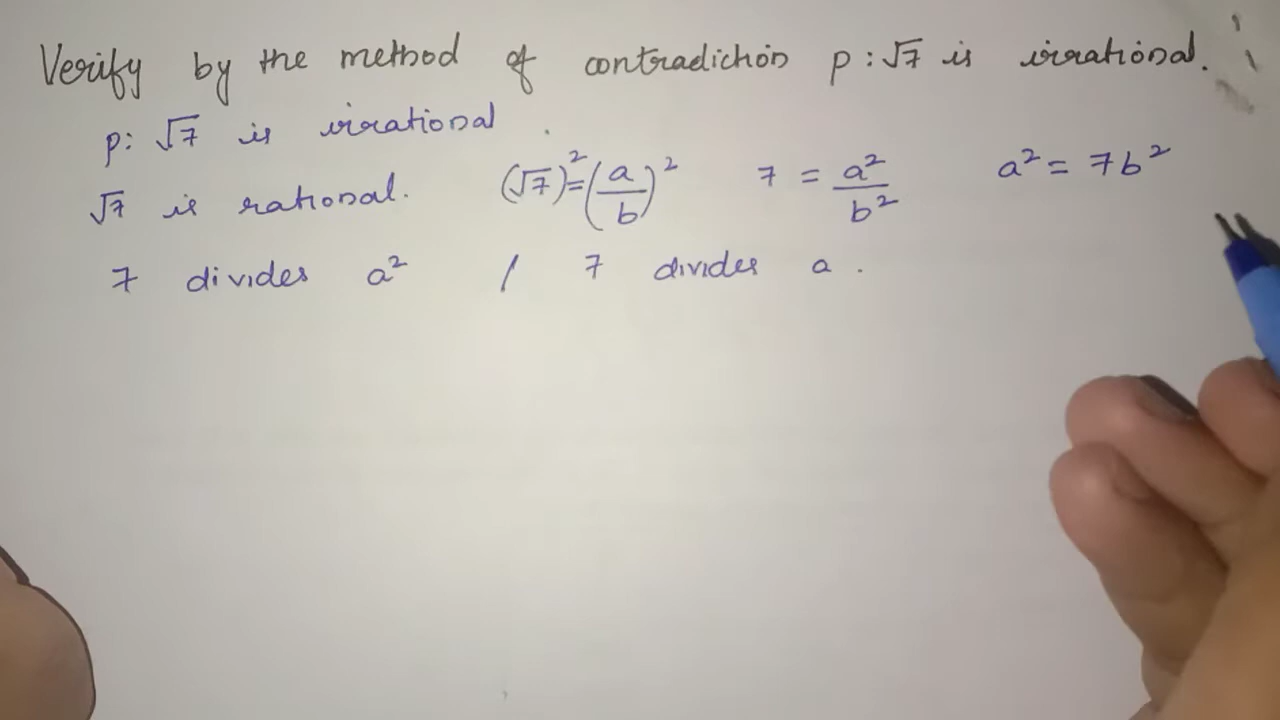 Verify by the method of contradiction p : √7 is irrational.
p: √7 is irrational.
√7 is rational. (√7)² = (a/b)² 7 = a²/b² a² = 7b²
7 divides a² / 7 divides a.